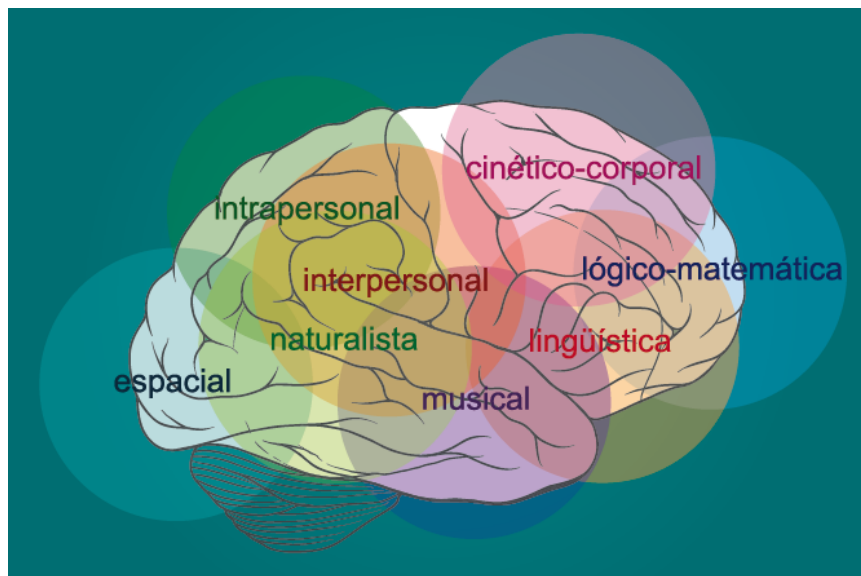 cinético-corporal
intrapersonal
lógico-matemática
interpersonal
naturalista
lingüística
espacial
musical